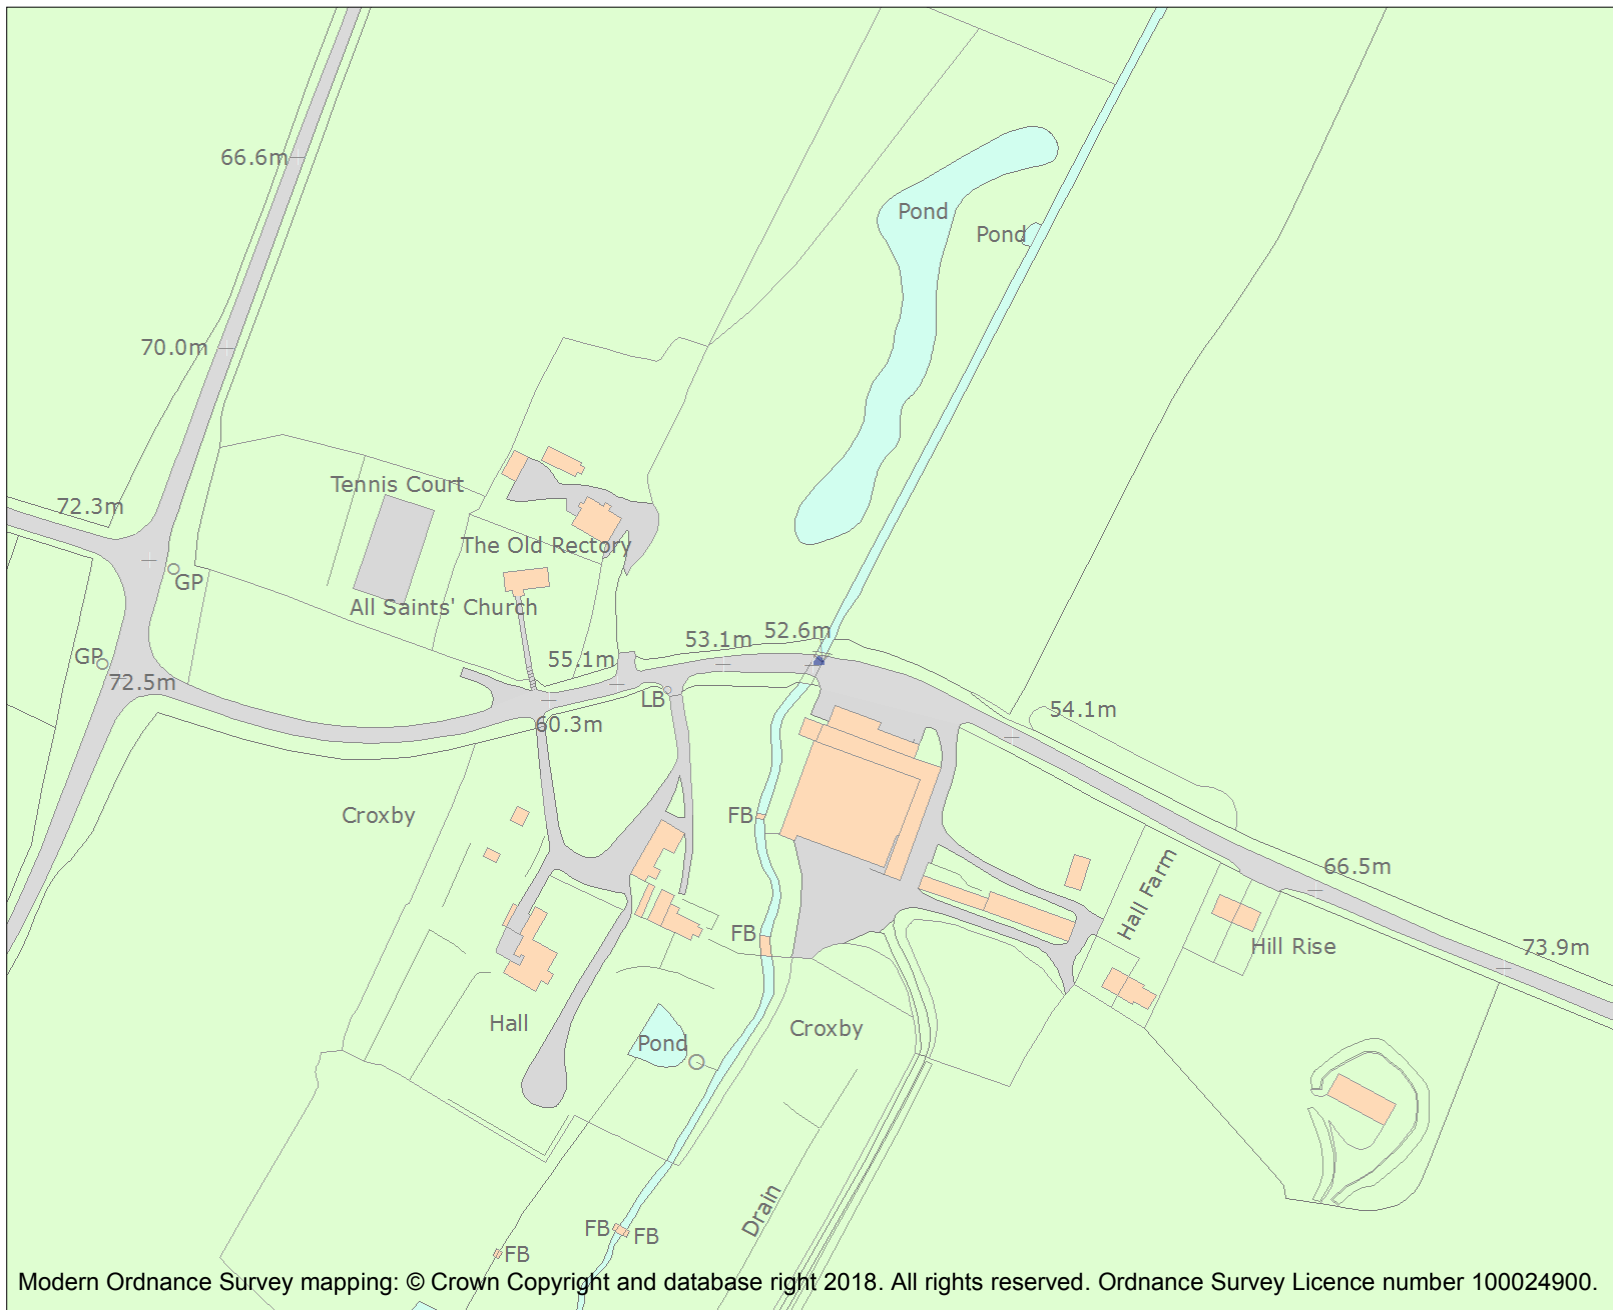 66.6m
Pond
Pond
70.0m
Tennis Court
72.3m
The Old Rectory
GP
All Saints' Church
52.6m
53.1m
GP
55.1m
72.5m
LB
54.1m
60.3m
Croxby
FB
66.5m
Hall Farm
FB
Hill Rise
73.9m
Hall
Croxby
Pond
Drain
FB
FB
FB
Modern Ordnance Survey mapping: © Crown Copyright and database right 2018. All rights reserved. Ordnance Survey Licence number 100024900.